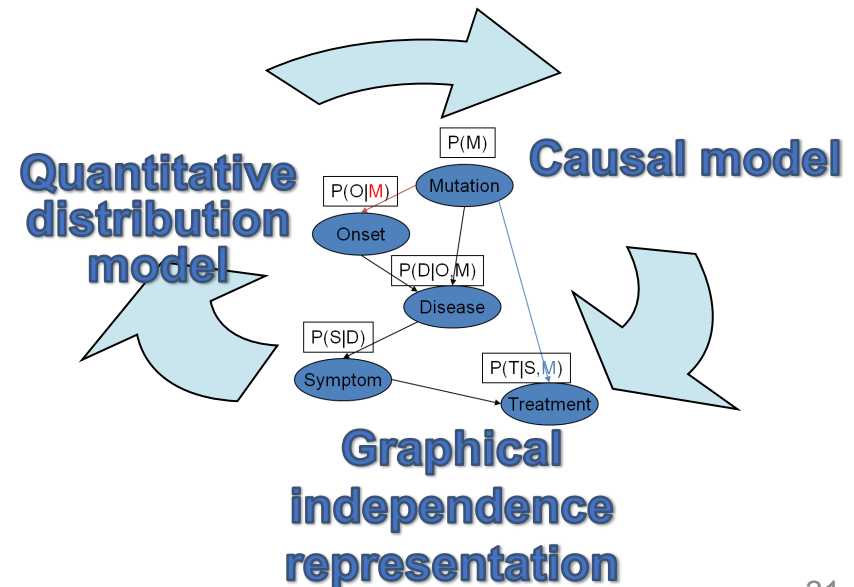 P(M)
Causal model
Quantitative
distribution
model
P(O|M)
Mutation
Onset
P(D|O,M)
Disease
P(S|D)
Symptom
P(T|S,M)
Treatment
Graphical
independence
representation